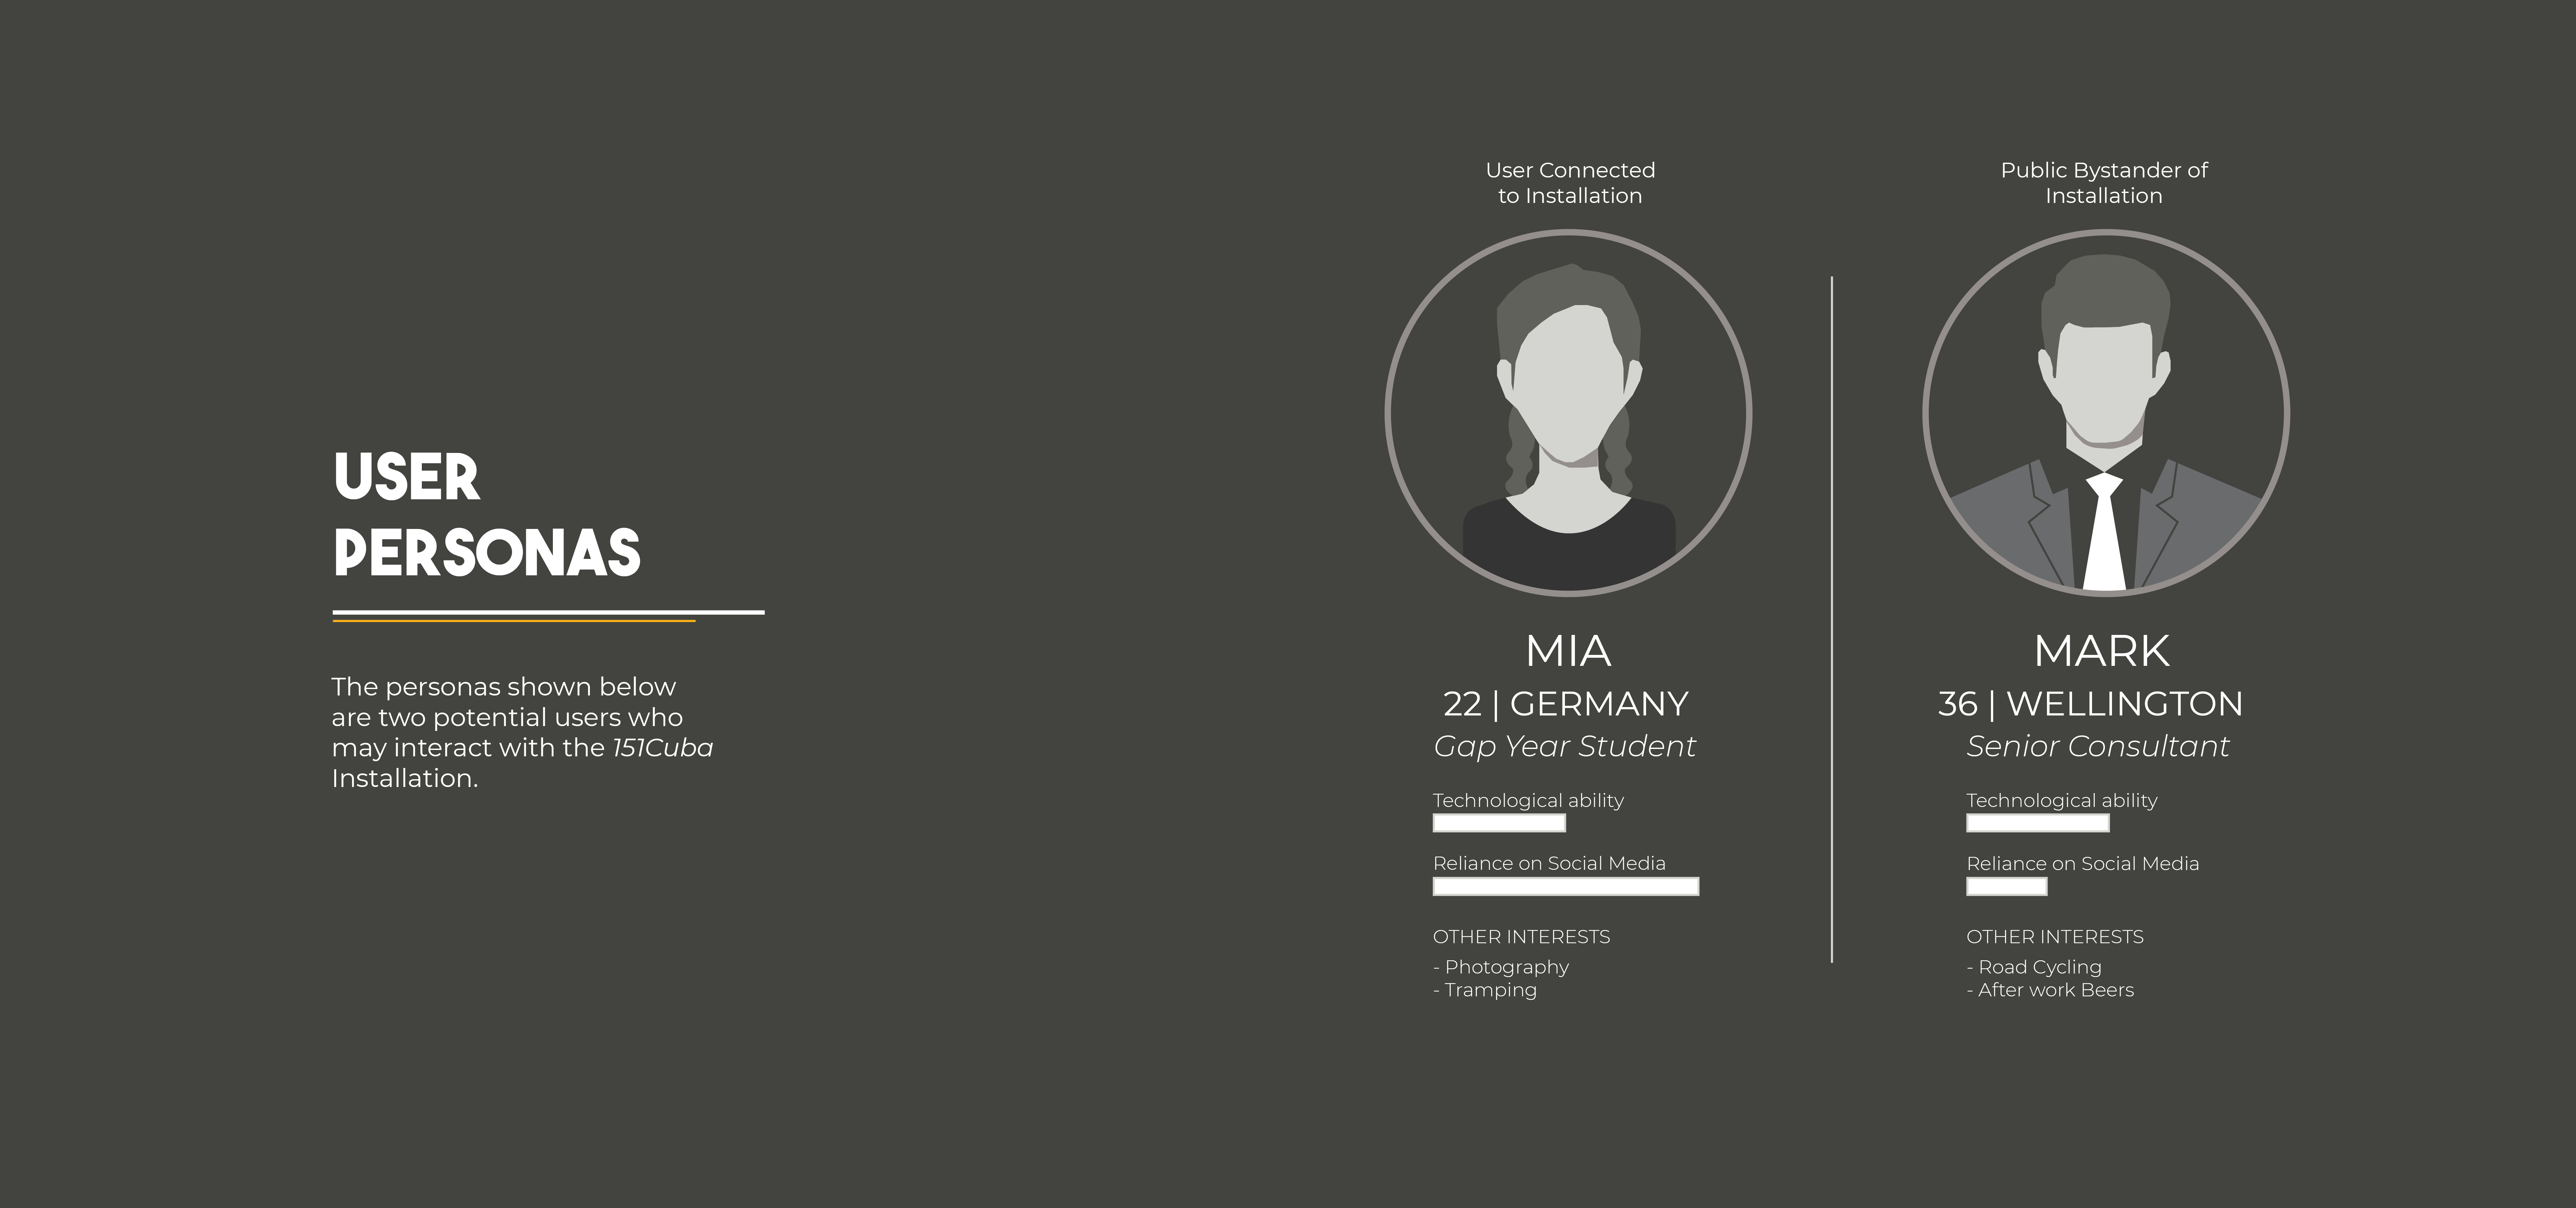 USER
PERSONAS
The personas shown below
are two potential users who
may interact with the 151Cuba
Installation.
User Connected
to Installation
MIA
22 | GERMANY
Gap Year Student
Technological ability
Reliance on Social Media
OTHER INTERESTS
- Photography
- Tramping
Public Bystander of
Installation
MARK
36 | WELLINGTON
Senior Consultant
Technological ability
Reliance on Social Media
OTHER INTERESTS
- Road Cycling
- After work Beers